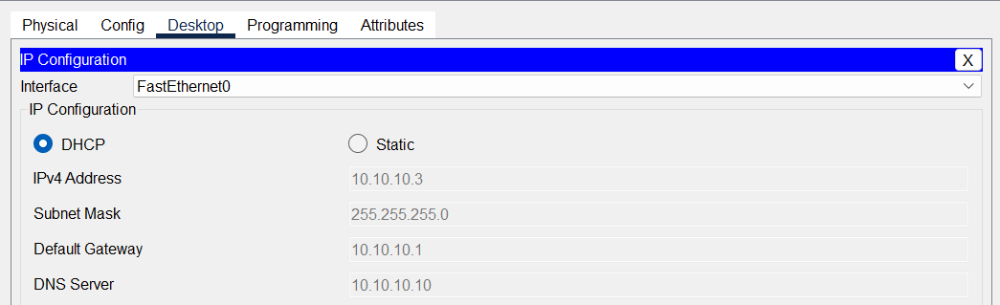 Physical Config Desktop Programming Attributes
IP Configuration X
Interface FastEthernet0
IP Configuration
DHCP Static
IPv4 Address 10.10.10.3
Subnet Mask 255.255.255.0
Default Gateway 10.10.10.1
DNS Server 10.10.10.10